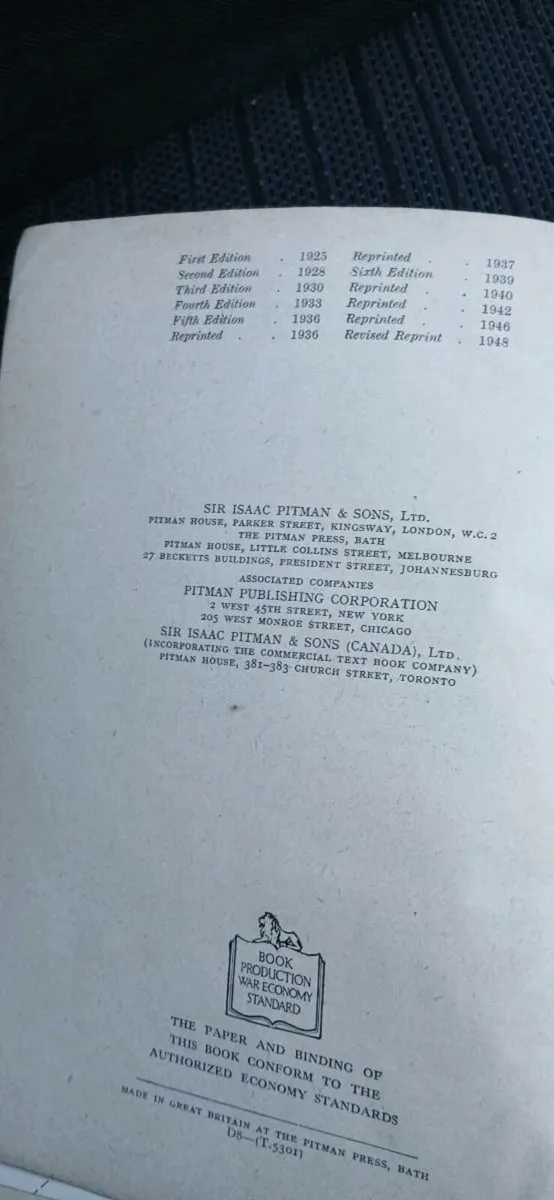 First Edition . 1925 Reprinted . . 1937
Second Edition . 1928 Sixth Edition . 1939
Third Edition . 1930 Reprinted . . 1940
Fourth Edition . 1933 Reprinted . . 1942
Fifth Edition . 1936 Reprinted . . 1946
Reprinted . . 1936 Revised Reprint . 1948
SIR ISAAC PITMAN & SONS, LTD.
PITMAN HOUSE, PARKER STREET, KINGSWAY, LONDON, W.C. 2
THE PITMAN PRESS, BATH
PITMAN HOUSE, LITTLE COLLINS STREET, MELBOURNE
27 BECKETTS BUILDINGS, PRESIDENT STREET, JOHANNESBURG
ASSOCIATED COMPANIES
PITMAN PUBLISHING CORPORATION
2 WEST 45TH STREET, NEW YORK
205 WEST MONROE STREET, CHICAGO
SIR ISAAC PITMAN & SONS (CANADA), LTD.
(INCORPORATING THE COMMERCIAL TEXT BOOK COMPANY)
PITMAN HOUSE, 381–383 CHURCH STREET, TORONTO
BOOK
PRODUCTION
WAR ECONOMY
STANDARD
THE PAPER AND BINDING OF
THIS BOOK CONFORM TO THE
AUTHORIZED ECONOMY STANDARDS
MADE IN GREAT BRITAIN AT THE PITMAN PRESS, BATH
D8—(T.5301)